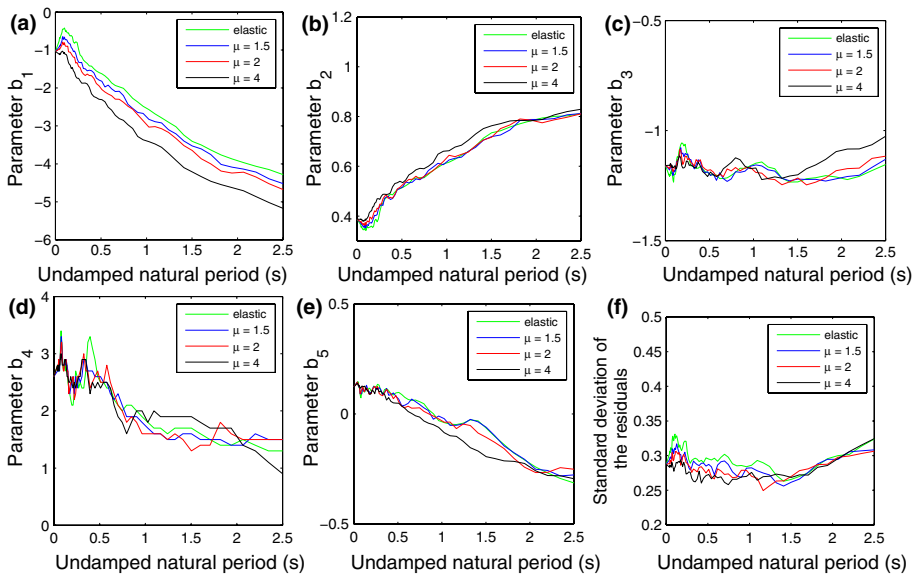 (a)
elastic
μ = 1.5
μ = 2
μ = 4
Parameter b1
0
−1
−2
−3
−4
−5
−6
0 0.5 1 1.5 2 2.5
Undamped natural period (s)
(b)
elastic
μ = 1.5
μ = 2
μ = 4
Parameter b2
1.2
1
0.8
0.6
0.4
0.2
0 0.5 1 1.5 2 2.5
Undamped natural period (s)
(c)
elastic
μ = 1.5
μ = 2
μ = 4
Parameter b3
−0.5
−1
−1.5
0 0.5 1 1.5 2 2.5
Undamped natural period (s)
(d)
elastic
μ = 1.5
μ = 2
μ = 4
Parameter b4
4
3
2
1
0
0 0.5 1 1.5 2 2.5
Undamped natural period (s)
(e)
elastic
μ = 1.5
μ = 2
μ = 4
Parameter b5
0.5
0
−0.5
0 0.5 1 1.5 2 2.5
Undamped natural period (s)
(f)
elastic
μ = 1.5
μ = 2
μ = 4
Standard deviation of
the residuals
0.5
0.45
0.4
0.35
0.3
0.25
0.2
0 0.5 1 1.5 2 2.5
Undamped natural period (s)